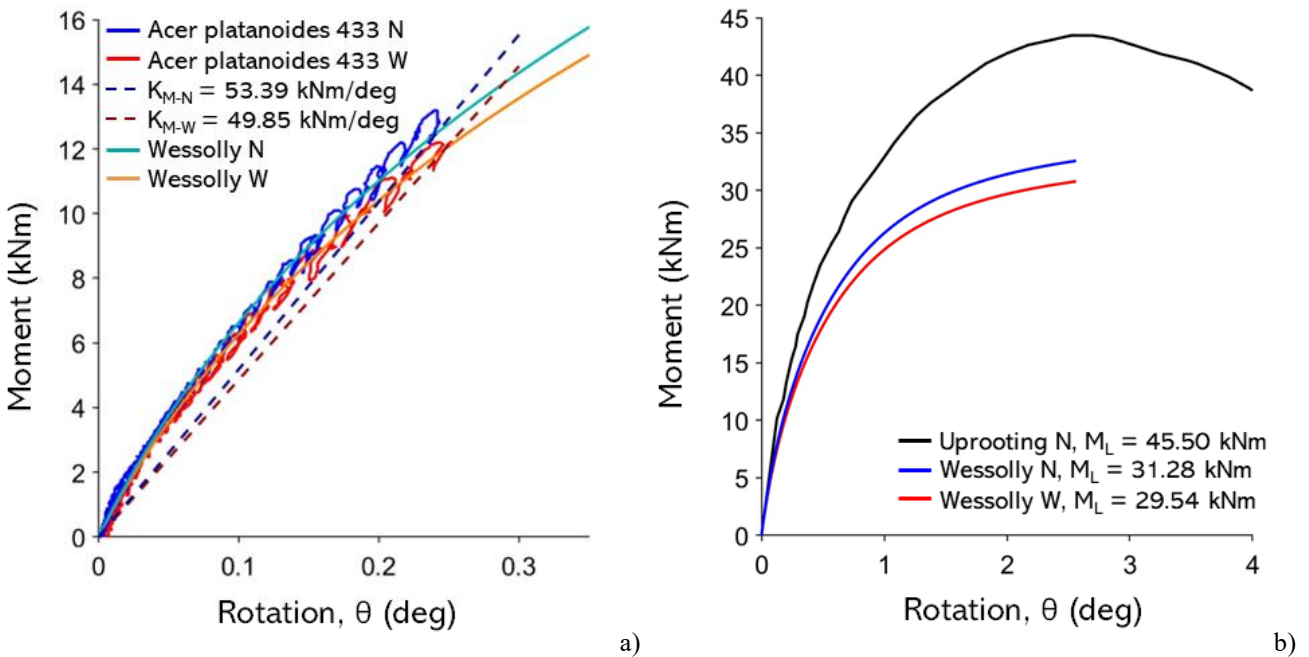 16
14
12
10
8
6
4
2
0
Moment (kNm)
Acer platanoides 433 N
Acer platanoides 433 W
K_M-N = 53.39 kNm/deg
K_M-W = 49.85 kNm/deg
Wessolly N
Wessolly W
0
0.1
0.2
0.3
Rotation, θ (deg)
a)
45
40
35
30
25
20
15
10
5
0
Moment (kNm)
Uprooting N, M_L = 45.50 kNm
Wessolly N, M_L = 31.28 kNm
Wessolly W, M_L = 29.54 kNm
0
1
2
3
4
Rotation, θ (deg)
b)